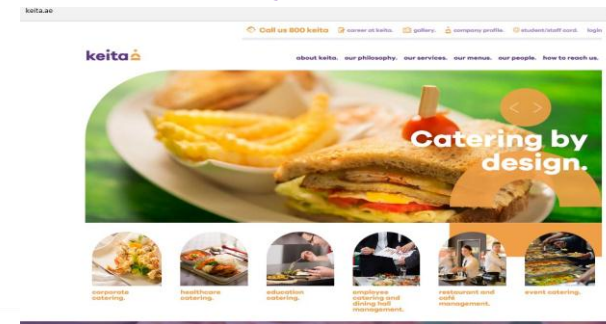 keita.ae
Call us 800 keita career at keita. gallery. company profile. student/staff card. login
keita
about keita. our philosophy. our services. our menus. our people. how to reach us.
Catering by
design.
corporate
catering.
healthcare
catering.
education
catering.
employee
catering and
dining hall
management.
restaurant and
café
management.
event catering.